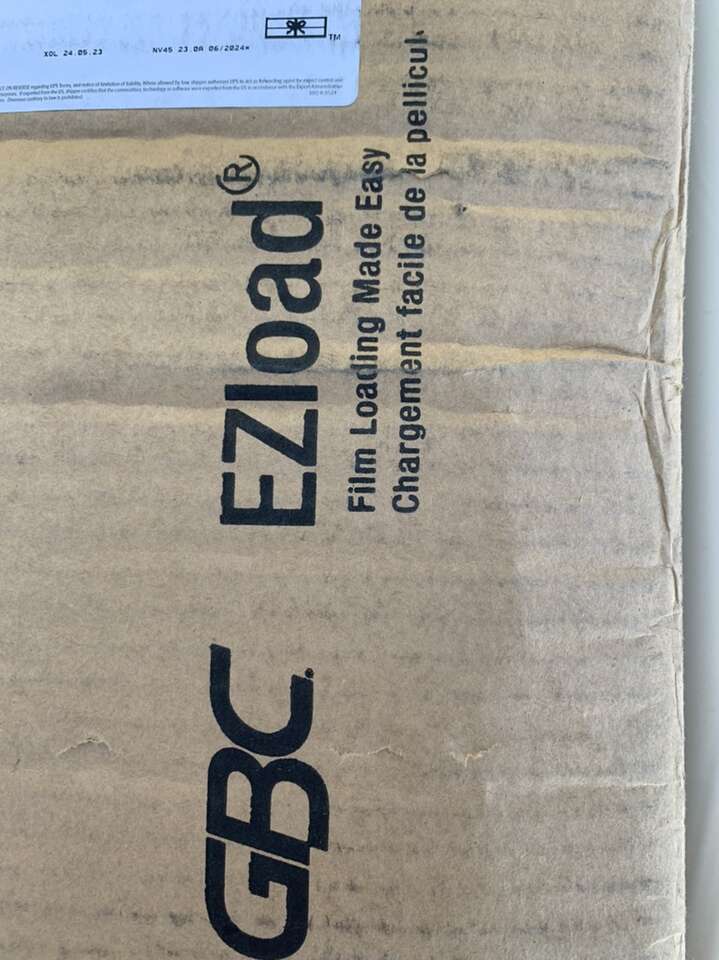 TM
XOL 24.05.23 NV45 23.0A 06/2024*
GBC®
EZload®
Film Loading Made Easy
Chargement facile de la pellicul